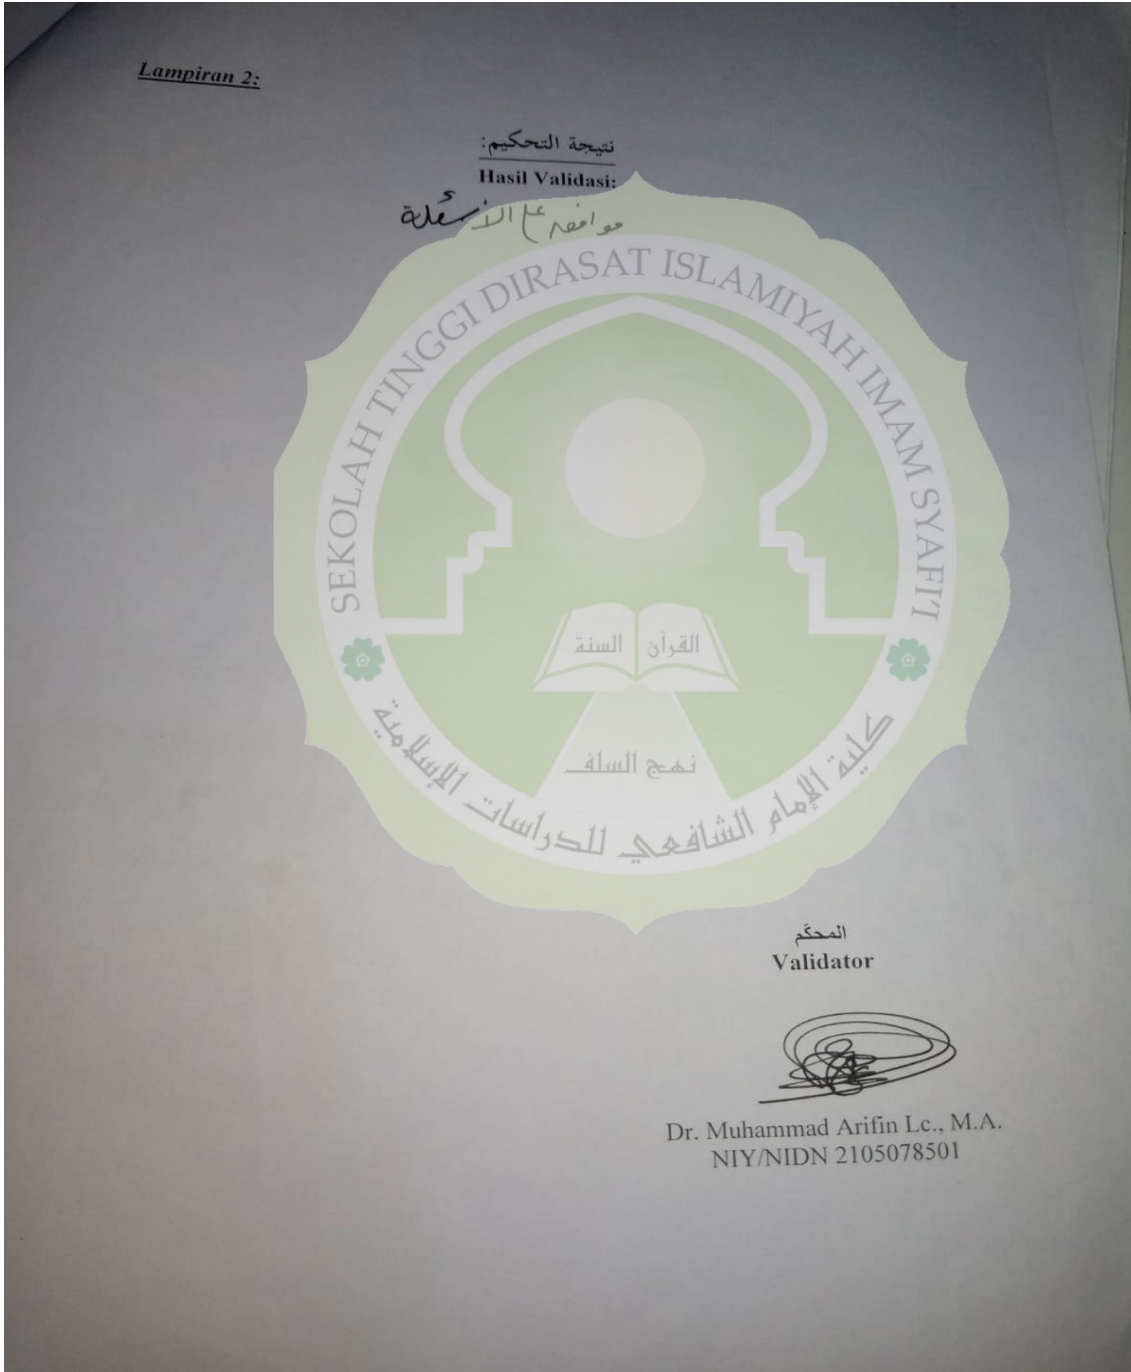 Lampiran 2:
نتيجة التحكيم:
Hasil Validasi:
موافق على الأسئلة
SEKOLAH TINGGI DIRASAT ISLAMIYAH IMAM SYAFI'I
القرآن السنة
نهج السلف
كلية الإمام الشافعي للدراسات الإسلامية
المحكّم
Validator
Dr. Muhammad Arifin Lc., M.A.
NIY/NIDN 2105078501